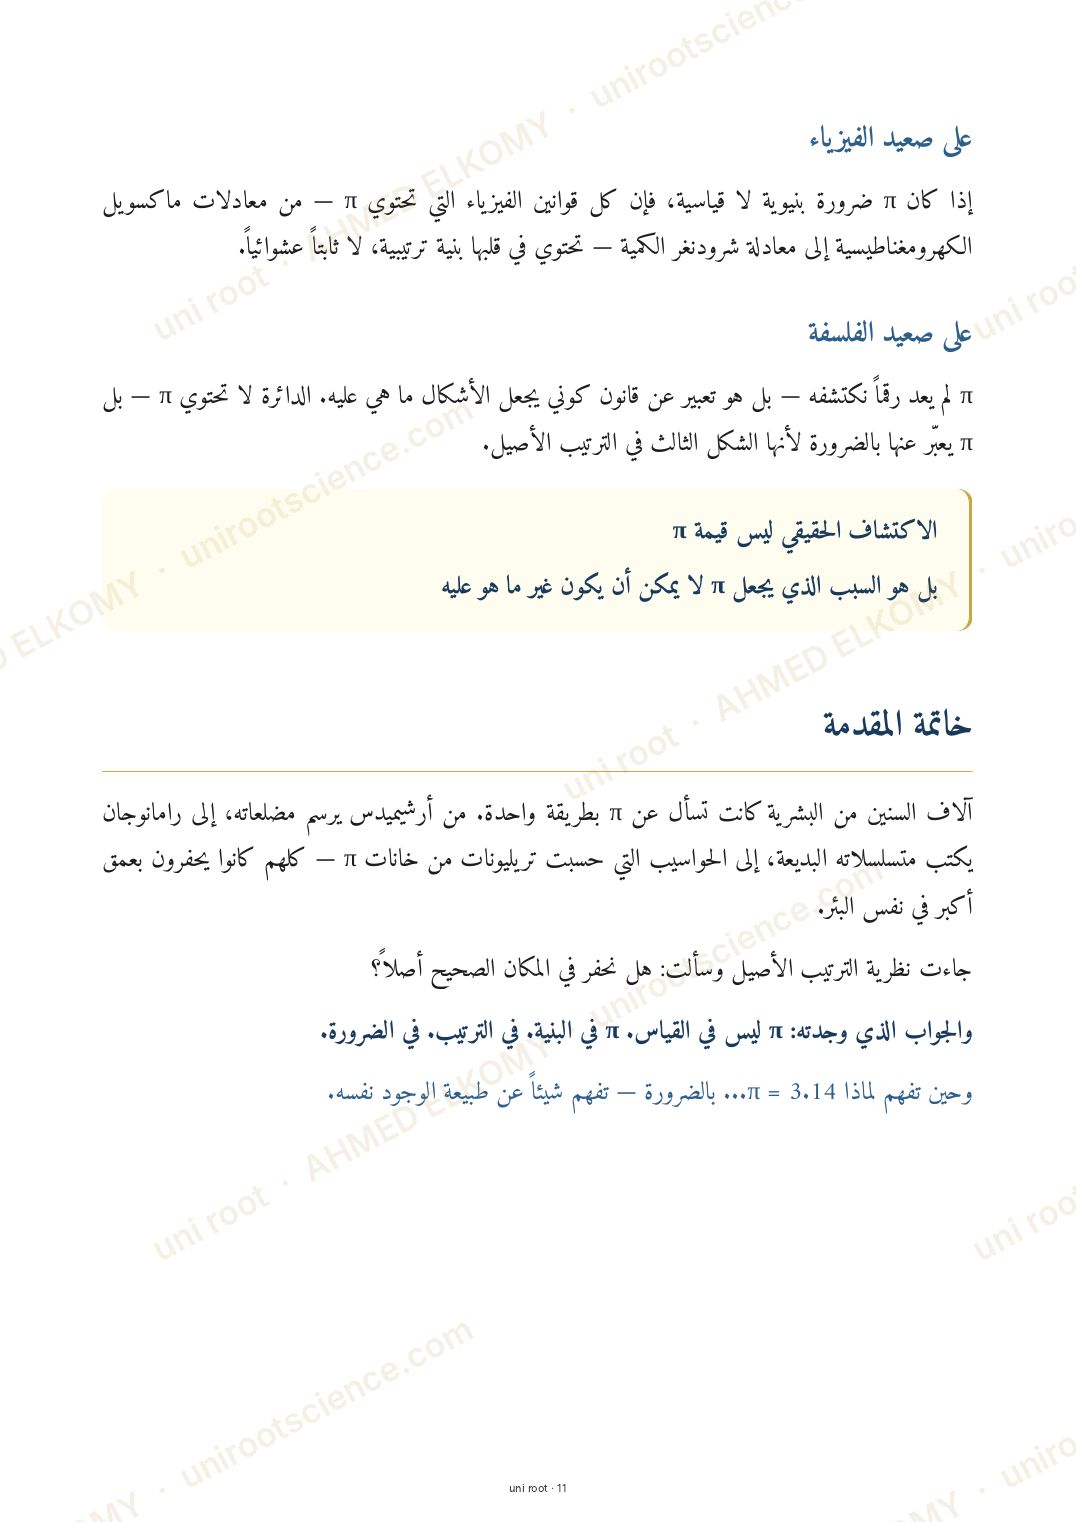 على صعيد الفيزياء
إذا كان π ضرورة بنيوية لا قياسية، فإن كل قوانين الفيزياء التي تحتوي π — من معادلات ماكسويل
الكهرومغناطيسية إلى معادلة شرودنغر الكمية — تحتوي في قلبها بنية ترتيبية، لا ثابتاً عشوائياً.
على صعيد الفلسفة
π لم يعد رقماً نكتشفه — بل هو تعبير عن قانون كوني يجعل الأشكال ما هي عليه. الدائرة لا تحتوي π — بل
π يعبّر عنها بالضرورة لأنها الشكل الثالث في الترتيب الأصيل.
الاكتشاف الحقيقي ليس قيمة π
بل هو السبب الذي يجعل π لا يمكن أن يكون غير ما هو عليه
خاتمة المقدمة
آلاف السنين من البشرية كانت تسأل عن π بطريقة واحدة. من أرشيميدس يرسم مضلعاته، إلى رامانوجان
يكتب متسلسلاته البديعة، إلى الحواسيب التي حسبت تريليونات من خانات π — كلهم كانوا يحفرون بعمق
أكبر في نفس البئر.
جاءت نظرية الترتيب الأصيل وسألت: هل نحفر في المكان الصحيح أصلاً؟
والجواب الذي وجدته: π ليس في القياس. π في البنية. في الترتيب. في الضرورة.
وحين تفهم لماذا π = 3.14... بالضرورة — تفهم شيئاً عن طبيعة الوجود نفسه.
uni root · 11
uni root · AHMED ELKOMY · unirootscience.com